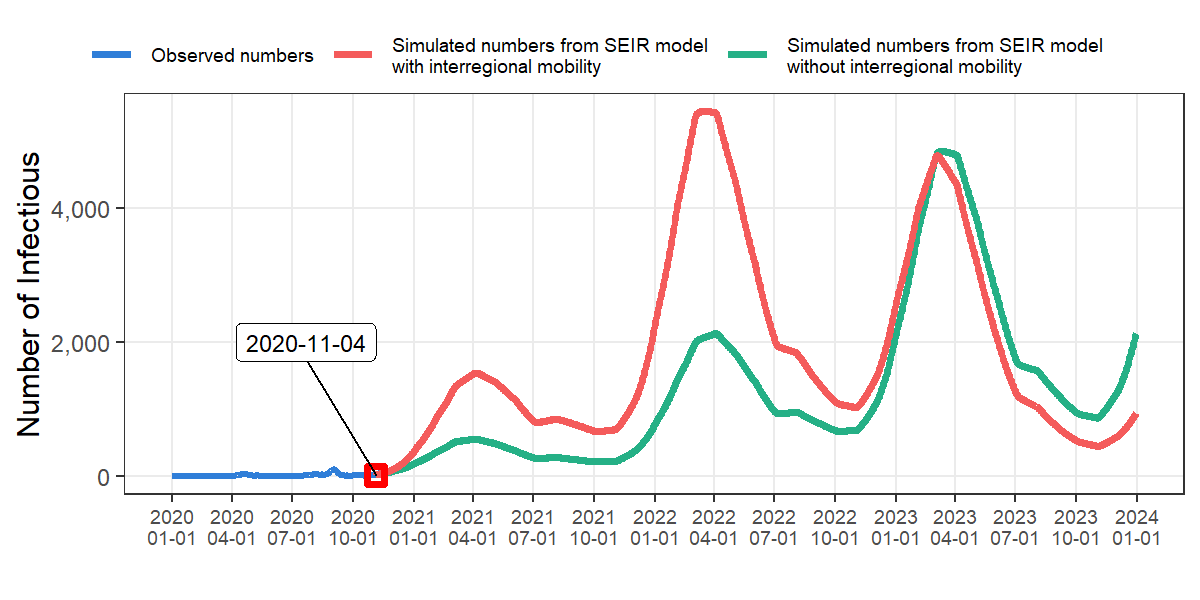 Observed numbers
Simulated numbers from SEIR model
with interregional mobility
Simulated numbers from SEIR model
without interregional mobility
Number of Infectious
4,000
2,000
0
2020-11-04
2020 2020 2020 2020 2021 2021 2021 2021 2022 2022 2022 2022 2023 2023 2023 2023 2024
01-01 04-01 07-01 10-01 01-01 04-01 07-01 10-01 01-01 04-01 07-01 10-01 01-01 04-01 07-01 10-01 01-01